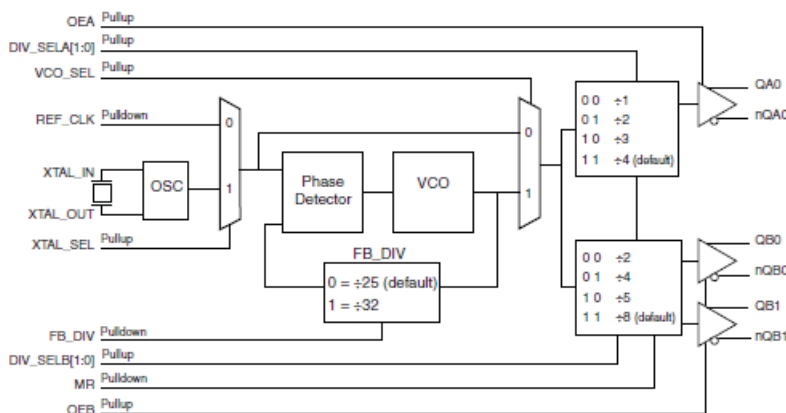 OEA Pullup
DIV_SELA[1:0] Pullup
VCO_SEL Pullup
REF_CLK Pulldown
XTAL_IN
OSC
XTAL_OUT
XTAL_SEL Pullup
0
1
Phase
Detector
VCO
0
1
FB_DIV
0 = ÷25 (default)
1 = ÷32
0 0 ÷1
0 1 ÷2
1 0 ÷3
1 1 ÷4 (default)
QA0
nQA0
0 0 ÷2
0 1 ÷4
1 0 ÷5
1 1 ÷8 (default)
QB0
nQB0
QB1
nQB1
FB_DIV Pulldown
DIV_SELB[1:0] Pullup
MR Pulldown
OEB Pullup